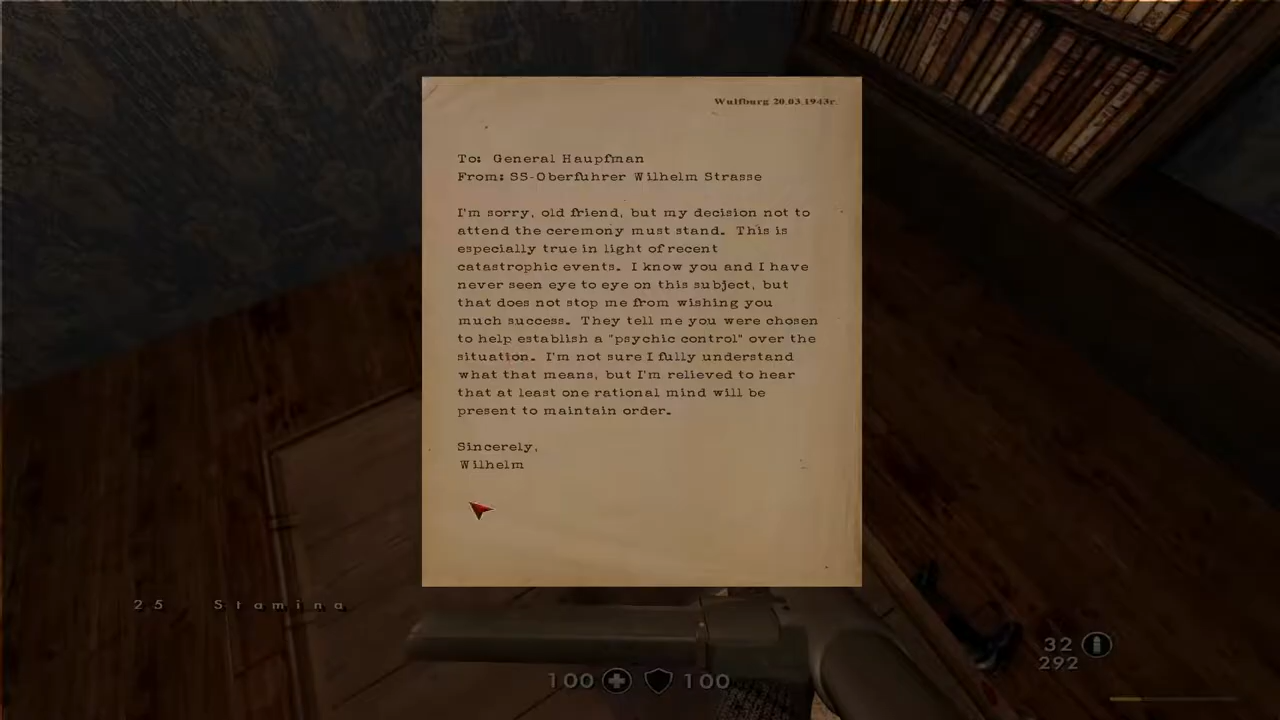 Wulfburg 20.03.1943r.
To: General Haupfman
From: SS-Oberfuhrer Wilhelm Strasse
I'm sorry, old friend, but my decision not to
attend the ceremony must stand. This is
especially true in light of recent
catastrophic events. I know you and I have
never seen eye to eye on this subject, but
that does not stop me from wishing you
much success. They tell me you were chosen
to help establish a "psychic control" over the
situation. I'm not sure I fully understand
what that means, but I'm relieved to hear
that at least one rational mind will be
present to maintain order.
Sincerely,
Wilhelm
25 Stamina
32
292
100 100